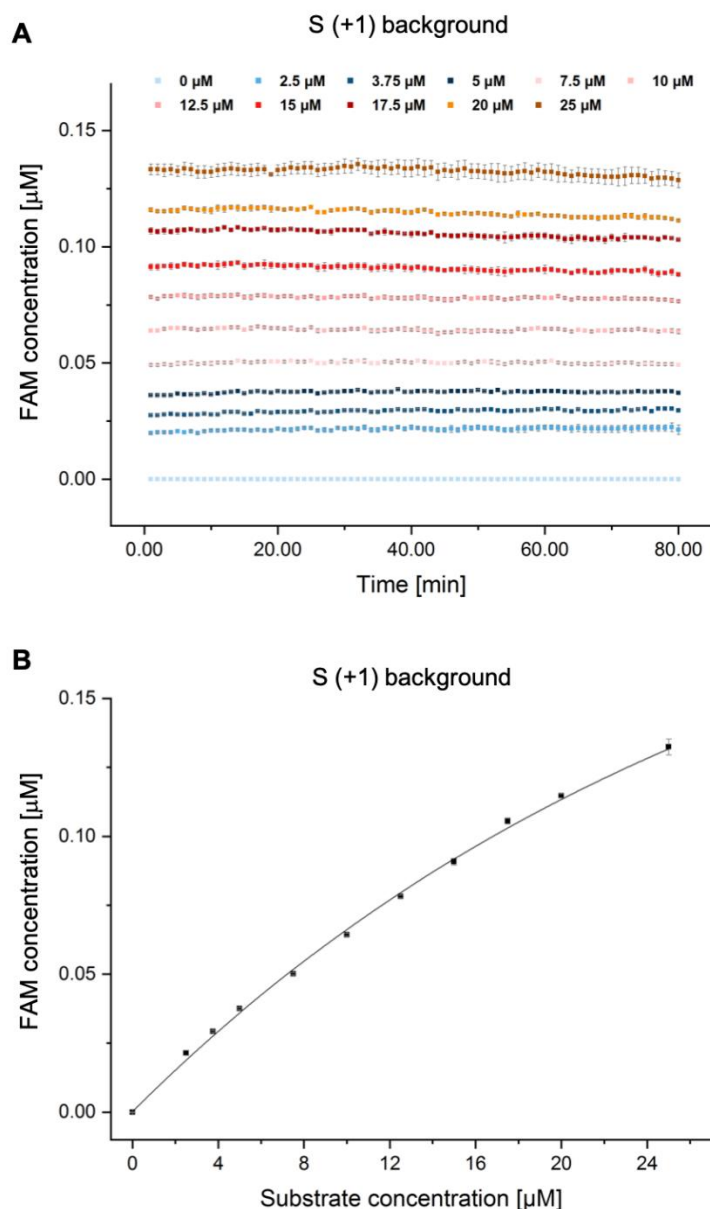 A
S (+1) background
0 µM 2.5 µM 3.75 µM 5 µM 7.5 µM 10 µM
12.5 µM 15 µM 17.5 µM 20 µM 25 µM
0.15
0.10
0.05
0.00
FAM concentration [µM]
0.00 20.00 40.00 60.00 80.00
Time [min]
B
S (+1) background
0.15
0.10
0.05
0.00
FAM concentration [µM]
0 4 8 12 16 20 24
Substrate concentration [µM]